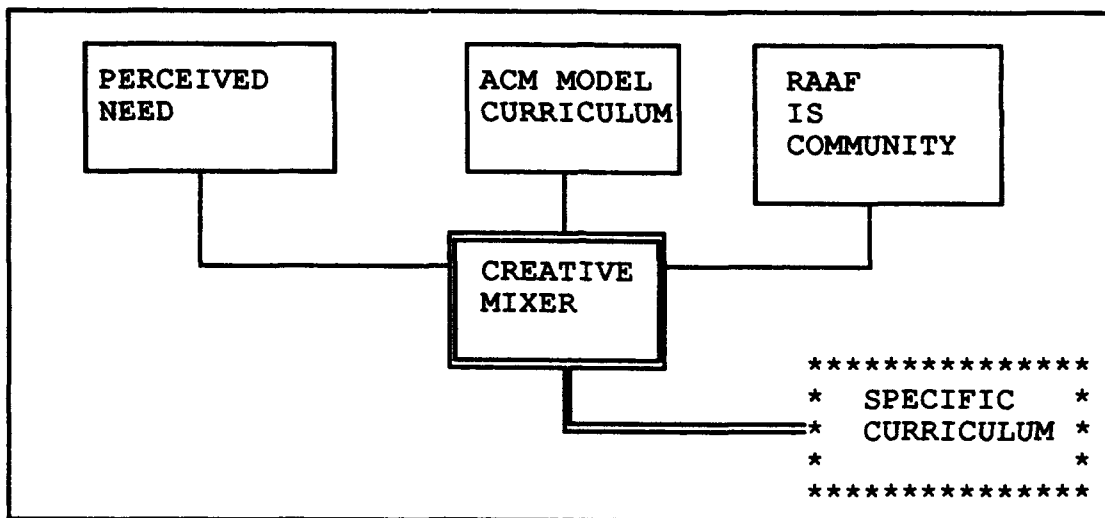 PERCEIVED
NEED
ACM MODEL
CURRICULUM
RAAF
IS
COMMUNITY
CREATIVE
MIXER
***************
* SPECIFIC *
* CURRICULUM *
* *
***************